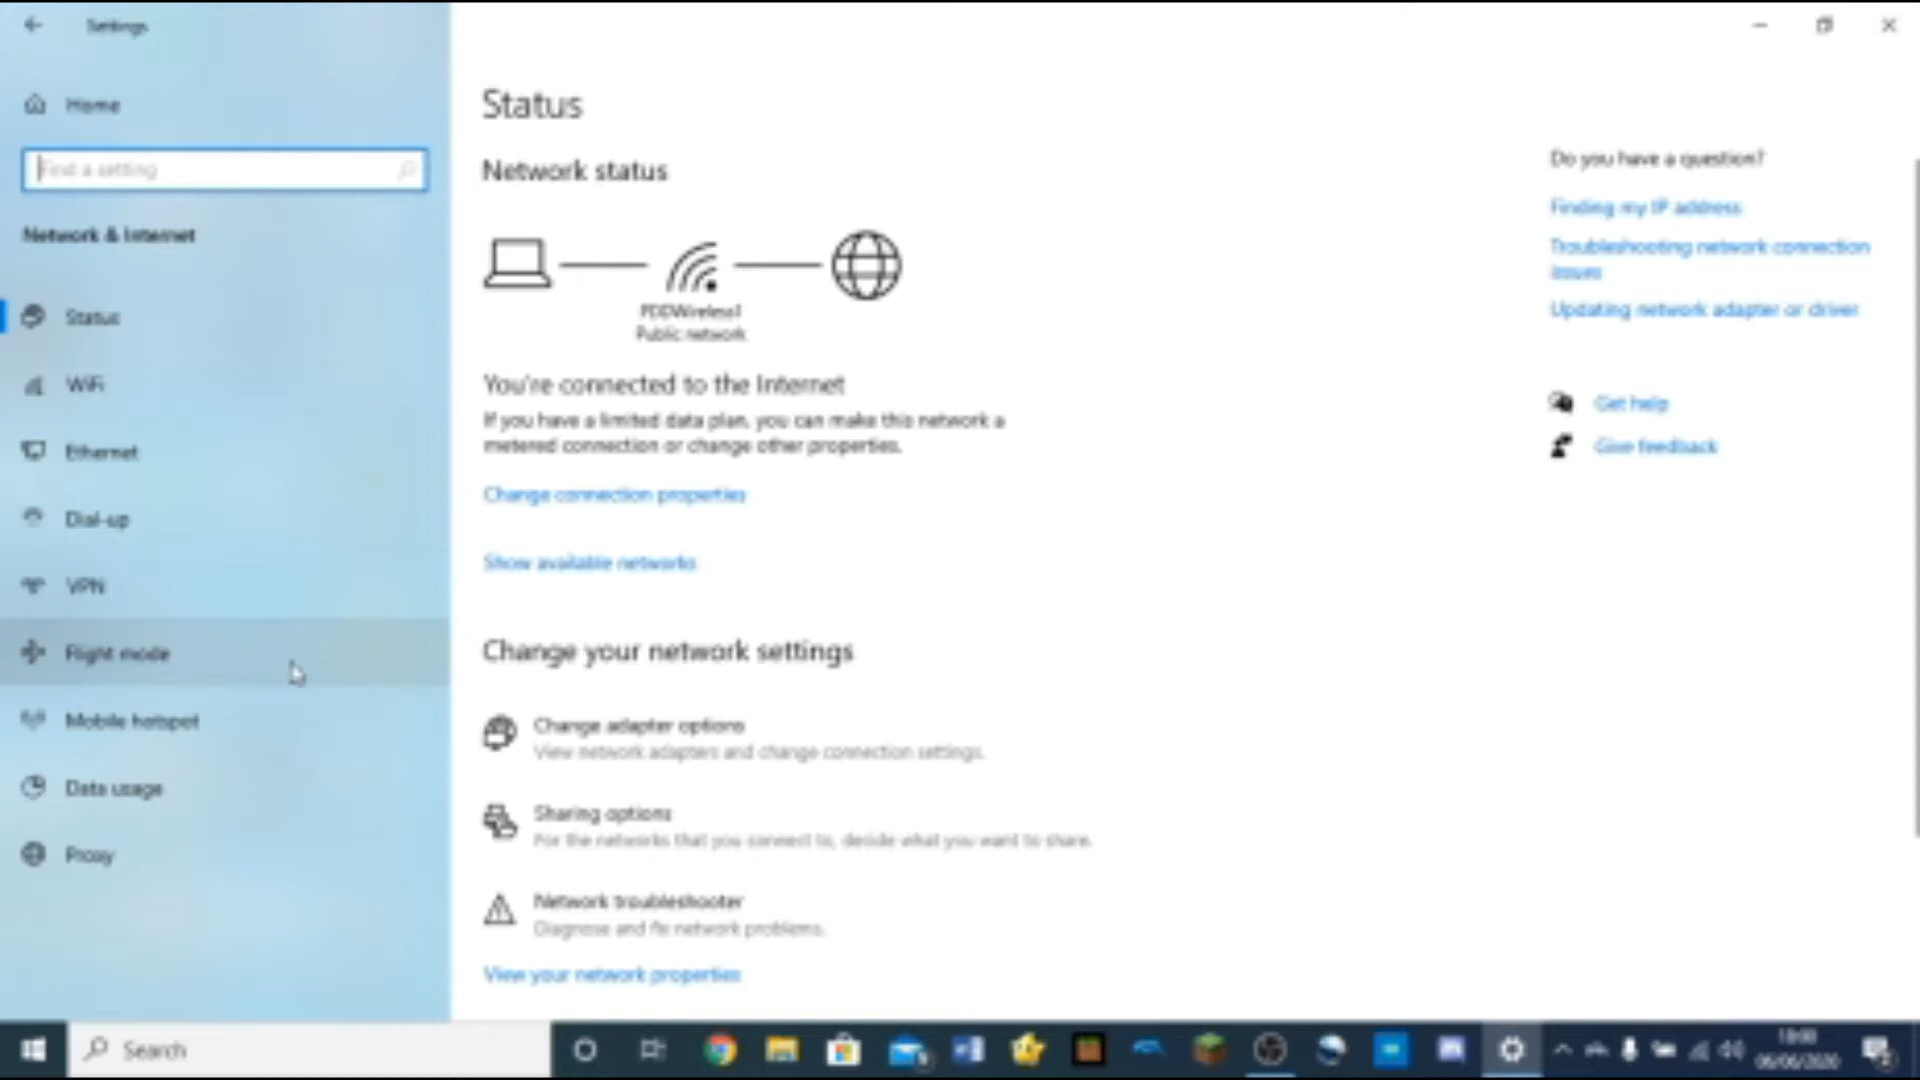 Settings
Home
Find a setting
Network & Internet
Status
WiFi
Ethernet
Dial-up
VPN
Flight mode
Mobile hotspot
Data usage
Proxy
Status
Network status
Public network
You're connected to the Internet
If you have a limited data plan, you can make this network a
metered connection or change other properties.
Change connection properties
Show available networks
Change your network settings
Change adapter options
View network adapters and change connection settings.
Sharing options
For the networks that you connect to, decide what you want to share.
Network troubleshooter
Diagnose and fix network problems.
View your network properties
Do you have a question?
Finding my IP address
Troubleshooting network connection
issues
Updating network adapter or driver
Get help
Give feedback
Search
18:00
06/06/2020